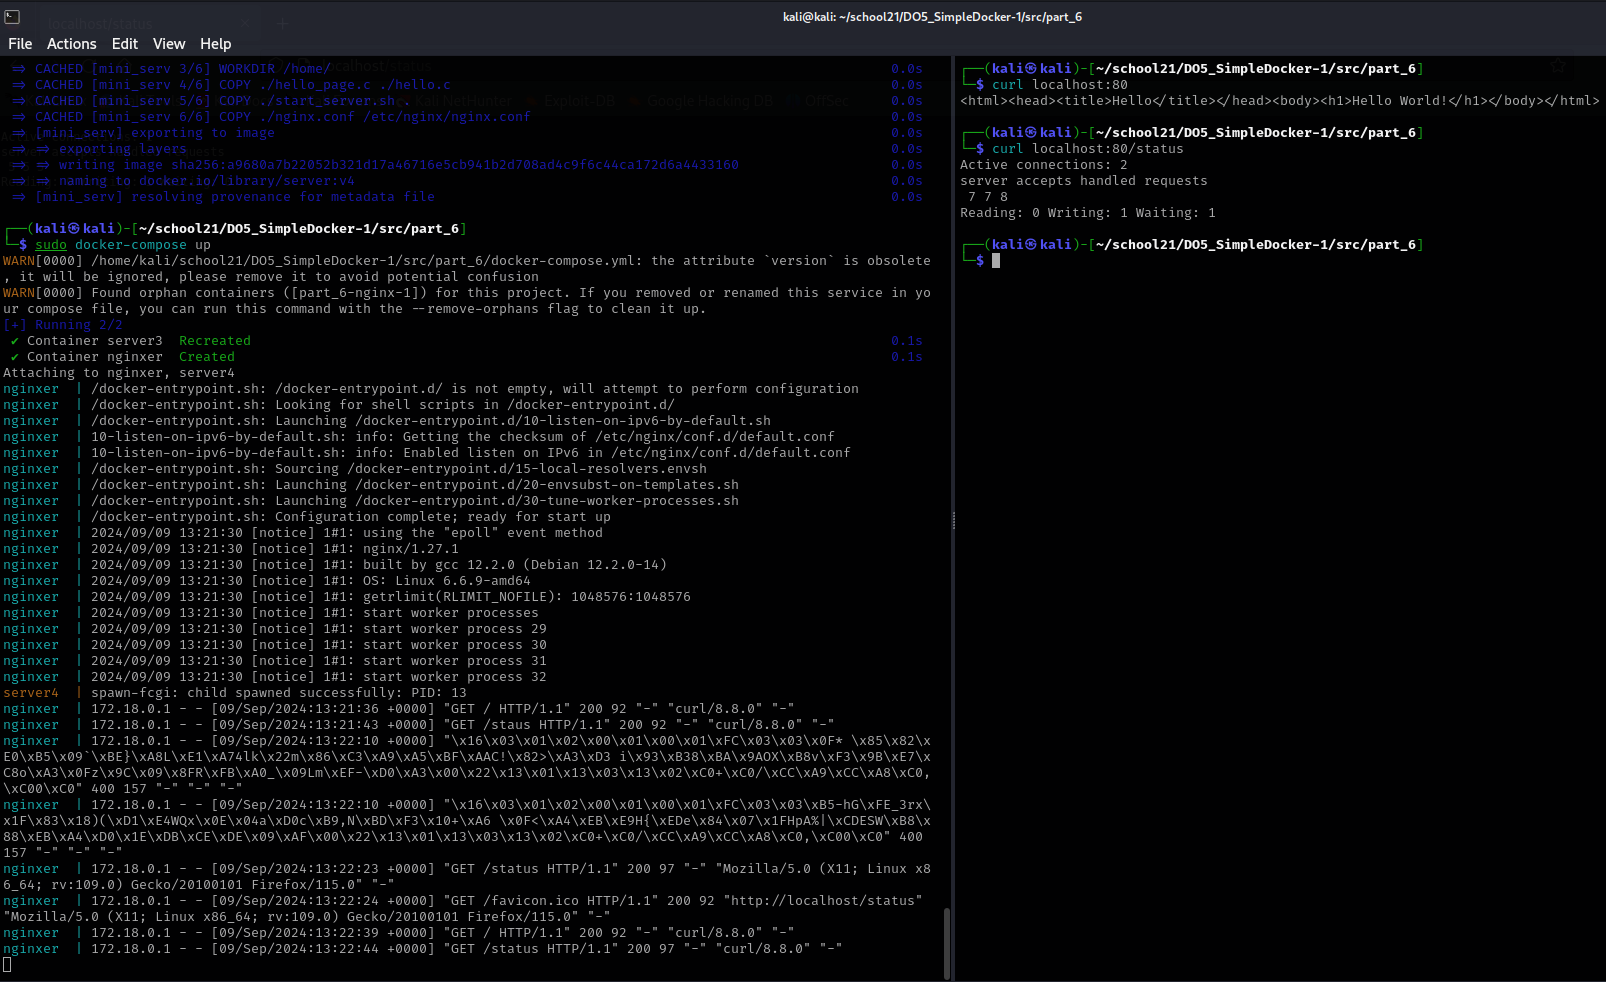 kali@kali: ~/school21/DO5_SimpleDocker-1/src/part_6
File Actions Edit View Help
⇒ CACHED [mini_serv 3/6] WORKDIR /home/ 0.0s
⇒ CACHED [mini_serv 4/6] COPY ./hello_page.c ./hello.c 0.0s
⇒ CACHED [mini_serv 5/6] COPY ./start_server.sh . 0.0s
⇒ CACHED [mini_serv 6/6] COPY ./nginx.conf /etc/nginx/nginx.conf 0.0s
⇒ [mini_serv] exporting to image 0.0s
⇒ ⇒ exporting layers 0.0s
⇒ ⇒ writing image sha256:a9680a7b22052b321d17a46716e5cb941b2d708ad4c9f6c44ca172d6a4433160 0.0s
⇒ ⇒ naming to docker.io/library/server:v4 0.0s
⇒ [mini_serv] resolving provenance for metadata file 0.0s
┌──(kali㉿kali)-[~/school21/DO5_SimpleDocker-1/src/part_6]
└─$ sudo docker-compose up
WARN[0000] /home/kali/school21/DO5_SimpleDocker-1/src/part_6/docker-compose.yml: the attribute `version` is obsolete
, it will be ignored, please remove it to avoid potential confusion
WARN[0000] Found orphan containers ([part_6-nginx-1]) for this project. If you removed or renamed this service in yo
ur compose file, you can run this command with the --remove-orphans flag to clean it up.
[+] Running 2/2
✔ Container server3 Recreated 0.1s
✔ Container nginxer Created 0.1s
Attaching to nginxer, server4
nginxer | /docker-entrypoint.sh: /docker-entrypoint.d/ is not empty, will attempt to perform configuration
nginxer | /docker-entrypoint.sh: Looking for shell scripts in /docker-entrypoint.d/
nginxer | /docker-entrypoint.sh: Launching /docker-entrypoint.d/10-listen-on-ipv6-by-default.sh
nginxer | 10-listen-on-ipv6-by-default.sh: info: Getting the checksum of /etc/nginx/conf.d/default.conf
nginxer | 10-listen-on-ipv6-by-default.sh: info: Enabled listen on IPv6 in /etc/nginx/conf.d/default.conf
nginxer | /docker-entrypoint.sh: Sourcing /docker-entrypoint.d/15-local-resolvers.envsh
nginxer | /docker-entrypoint.sh: Launching /docker-entrypoint.d/20-envsubst-on-templates.sh
nginxer | /docker-entrypoint.sh: Launching /docker-entrypoint.d/30-tune-worker-processes.sh
nginxer | /docker-entrypoint.sh: Configuration complete; ready for start up
nginxer | 2024/09/09 13:21:30 [notice] 1#1: using the "epoll" event method
nginxer | 2024/09/09 13:21:30 [notice] 1#1: nginx/1.27.1
nginxer | 2024/09/09 13:21:30 [notice] 1#1: built by gcc 12.2.0 (Debian 12.2.0-14)
nginxer | 2024/09/09 13:21:30 [notice] 1#1: OS: Linux 6.6.9-amd64
nginxer | 2024/09/09 13:21:30 [notice] 1#1: getrlimit(RLIMIT_NOFILE): 1048576:1048576
nginxer | 2024/09/09 13:21:30 [notice] 1#1: start worker processes
nginxer | 2024/09/09 13:21:30 [notice] 1#1: start worker process 29
nginxer | 2024/09/09 13:21:30 [notice] 1#1: start worker process 30
nginxer | 2024/09/09 13:21:30 [notice] 1#1: start worker process 31
nginxer | 2024/09/09 13:21:30 [notice] 1#1: start worker process 32
server4 | spawn-fcgi: child spawned successfully: PID: 13
nginxer | 172.18.0.1 - - [09/Sep/2024:13:21:36 +0000] "GET / HTTP/1.1" 200 92 "-" "curl/8.8.0" "-"
nginxer | 172.18.0.1 - - [09/Sep/2024:13:21:43 +0000] "GET /staus HTTP/1.1" 200 92 "-" "curl/8.8.0" "-"
nginxer | 172.18.0.1 - - [09/Sep/2024:13:22:10 +0000] "\x16\x03\x01\x02\x00\x01\x00\x01\xFC\x03\x03\x0F* \x85\x82\x
E0\xB5\x09`\xBE}\xA8L\xE1\xA74lk\x22m\x86\xC3\xA9\xA5\xBF\xAAC!\x82>\xA3\xD3 i\x93\xB38\xBA\x9AOX\xB8v\xF3\x9B\xE7\x
C8o\xA3\x0Fz\x9C\x09\x8FR\xFB\xA0_\x09Lm\xEF-\xD0\xA3\x00\x22\x13\x01\x13\x03\x13\x02\xC0+\xC0/\xCC\xA9\xCC\xA8\xC0,
\xC00\xC0" 400 157 "-" "-" "-"
nginxer | 172.18.0.1 - - [09/Sep/2024:13:22:10 +0000] "\x16\x03\x01\x02\x00\x01\x00\x01\xFC\x03\x03\xB5-hG\xFE_3rx\
x1F\x83\x18)(\xD1\xE4WQx\x0E\x04a\xD0c\xB9,N\xBD\xF3\x10+\xA6 \x0F<\xA4\xEB\xE9H{\xEDe\x84\x07\x1FHpA%|\xCDESW\xB8\x
88\xEB\xA4\xD0\x1E\xDB\xCE\xDE\x09\xAF\x00\x22\x13\x01\x13\x03\x13\x02\xC0+\xC0/\xCC\xA9\xCC\xA8\xC0,\xC00\xC0" 400
157 "-" "-" "-"
nginxer | 172.18.0.1 - - [09/Sep/2024:13:22:23 +0000] "GET /status HTTP/1.1" 200 97 "-" "Mozilla/5.0 (X11; Linux x8
6_64; rv:109.0) Gecko/20100101 Firefox/115.0" "-"
nginxer | 172.18.0.1 - - [09/Sep/2024:13:22:24 +0000] "GET /favicon.ico HTTP/1.1" 200 92 "http://localhost/status"
"Mozilla/5.0 (X11; Linux x86_64; rv:109.0) Gecko/20100101 Firefox/115.0" "-"
nginxer | 172.18.0.1 - - [09/Sep/2024:13:22:39 +0000] "GET / HTTP/1.1" 200 92 "-" "curl/8.8.0" "-"
nginxer | 172.18.0.1 - - [09/Sep/2024:13:22:44 +0000] "GET /status HTTP/1.1" 200 97 "-" "curl/8.8.0" "-"
┌──(kali㉿kali)-[~/school21/DO5_SimpleDocker-1/src/part_6]
└─$ curl localhost:80
<html><head><title>Hello</title></head><body><h1>Hello World!</h1></body></html>
┌──(kali㉿kali)-[~/school21/DO5_SimpleDocker-1/src/part_6]
└─$ curl localhost:80/status
Active connections: 2
server accepts handled requests
7 7 8
Reading: 0 Writing: 1 Waiting: 1
┌──(kali㉿kali)-[~/school21/DO5_SimpleDocker-1/src/part_6]
└─$